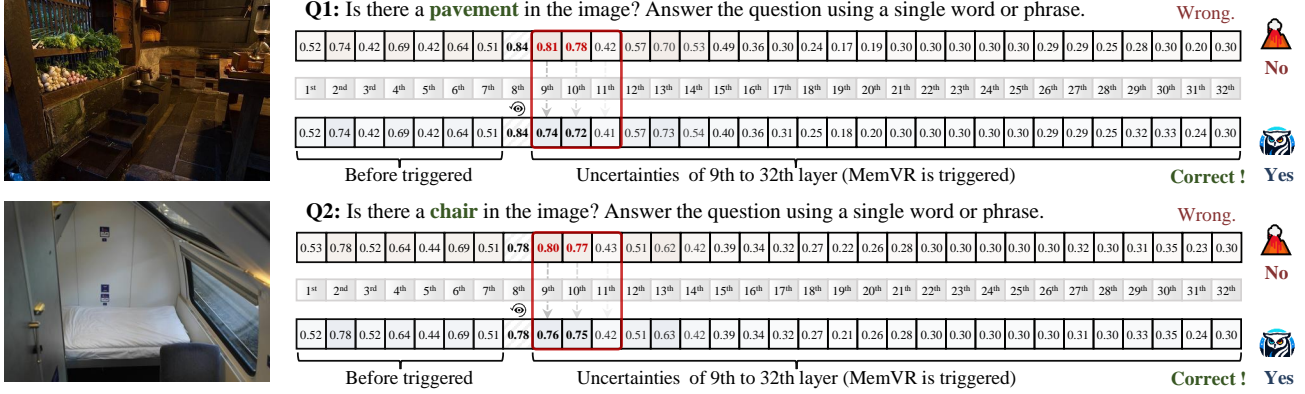 Q1: Is there a pavement in the image? Answer the question using a single word or phrase.
Wrong.
0.52 0.74 0.42 0.69 0.42 0.64 0.51 0.84 0.81 0.78 0.42 0.57 0.70 0.53 0.49 0.36 0.30 0.24 0.17 0.19 0.30 0.30 0.30 0.30 0.30 0.29 0.29 0.25 0.28 0.30 0.20 0.30
No
1st 2nd 3rd 4th 5th 6th 7th 8th 9th 10th 11th 12th 13th 14th 15th 16th 17th 18th 19th 20th 21th 22th 23th 24th 25th 26th 27th 28th 29th 30th 31th 32th
0.52 0.74 0.42 0.69 0.42 0.64 0.51 0.84 0.74 0.72 0.41 0.57 0.73 0.54 0.40 0.36 0.31 0.25 0.18 0.20 0.30 0.30 0.30 0.30 0.30 0.29 0.29 0.25 0.32 0.33 0.24 0.30
Before triggered
Uncertainties of 9th to 32th layer (MemVR is triggered)
Correct !
Yes
Q2: Is there a chair in the image? Answer the question using a single word or phrase.
Wrong.
0.53 0.78 0.52 0.64 0.44 0.69 0.51 0.78 0.80 0.77 0.43 0.51 0.62 0.42 0.39 0.34 0.32 0.27 0.22 0.26 0.28 0.30 0.30 0.30 0.30 0.30 0.32 0.30 0.31 0.35 0.23 0.30
No
1st 2nd 3rd 4th 5th 6th 7th 8th 9th 10th 11th 12th 13th 14th 15th 16th 17th 18th 19th 20th 21th 22th 23th 24th 25th 26th 27th 28th 29th 30th 31th 32th
0.52 0.78 0.52 0.64 0.44 0.69 0.51 0.78 0.76 0.75 0.42 0.51 0.63 0.42 0.39 0.34 0.32 0.27 0.21 0.26 0.28 0.30 0.30 0.30 0.30 0.30 0.31 0.30 0.33 0.35 0.24 0.30
Before triggered
Uncertainties of 9th to 32th layer (MemVR is triggered)
Correct !
Yes